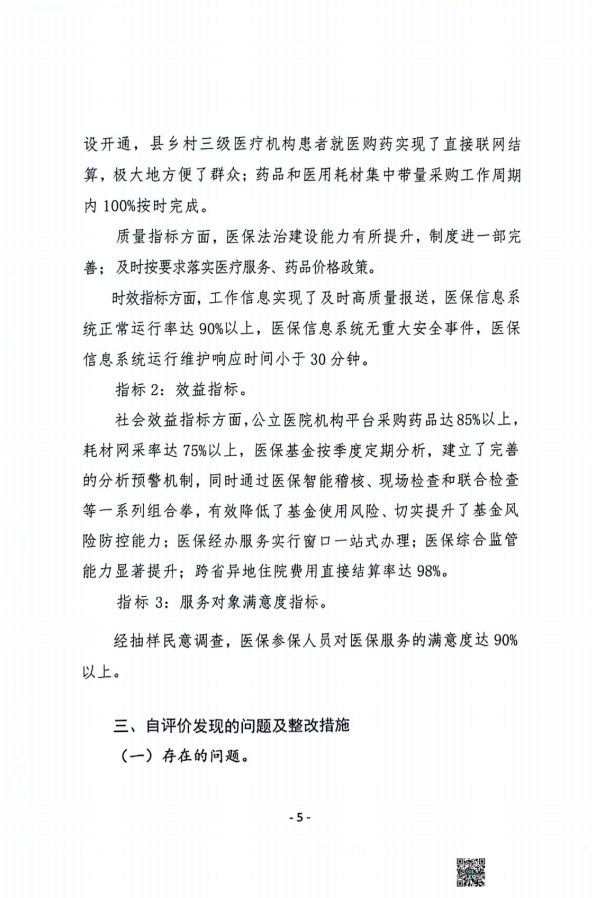 设开通，县乡村三级医疗机构患者就医购药实现了直接联网结
算，极大地方便了群众；药品和医用耗材集中带量采购工作周期
内 100%按时完成。
质量指标方面，医保法治建设能力有所提升，制度进一部完
善；及时按要求落实医疗服务、药品价格政策。
时效指标方面，工作信息实现了及时高质量报送，医保信息系
统正常运行率达 90%以上，医保信息系统无重大安全事件，医保
信息系统运行维护响应时间小于 30 分钟。
指标 2：效益指标。
社会效益指标方面,公立医院机构平台采购药品达 85%以上，
耗材网采率达 75%以上，医保基金按季度定期分析，建立了完善
的分析预警机制，同时通过医保智能稽核、现场检查和联合检查
等一系列组合拳，有效降低了基金使用风险、切实提升了基金风
险防控能力；医保经办服务实行窗口一站式办理；医保综合监管
能力显著提升；跨省异地住院费用直接结算率达 98%。
指标 3：服务对象满意度指标。
经抽样民意调查，医保参保人员对医保服务的满意度达 90%
以上。
三、自评价发现的问题及整改措施
（一）存在的问题。
- 5 -